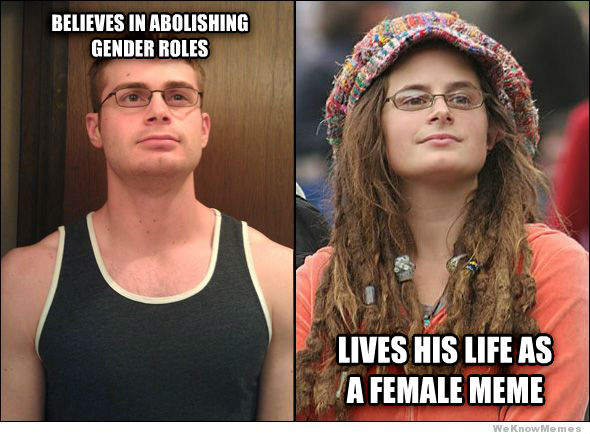 BELIEVES IN ABOLISHING
GENDER ROLES
LIVES HIS LIFE AS
A FEMALE MEME
WeKnowMemes